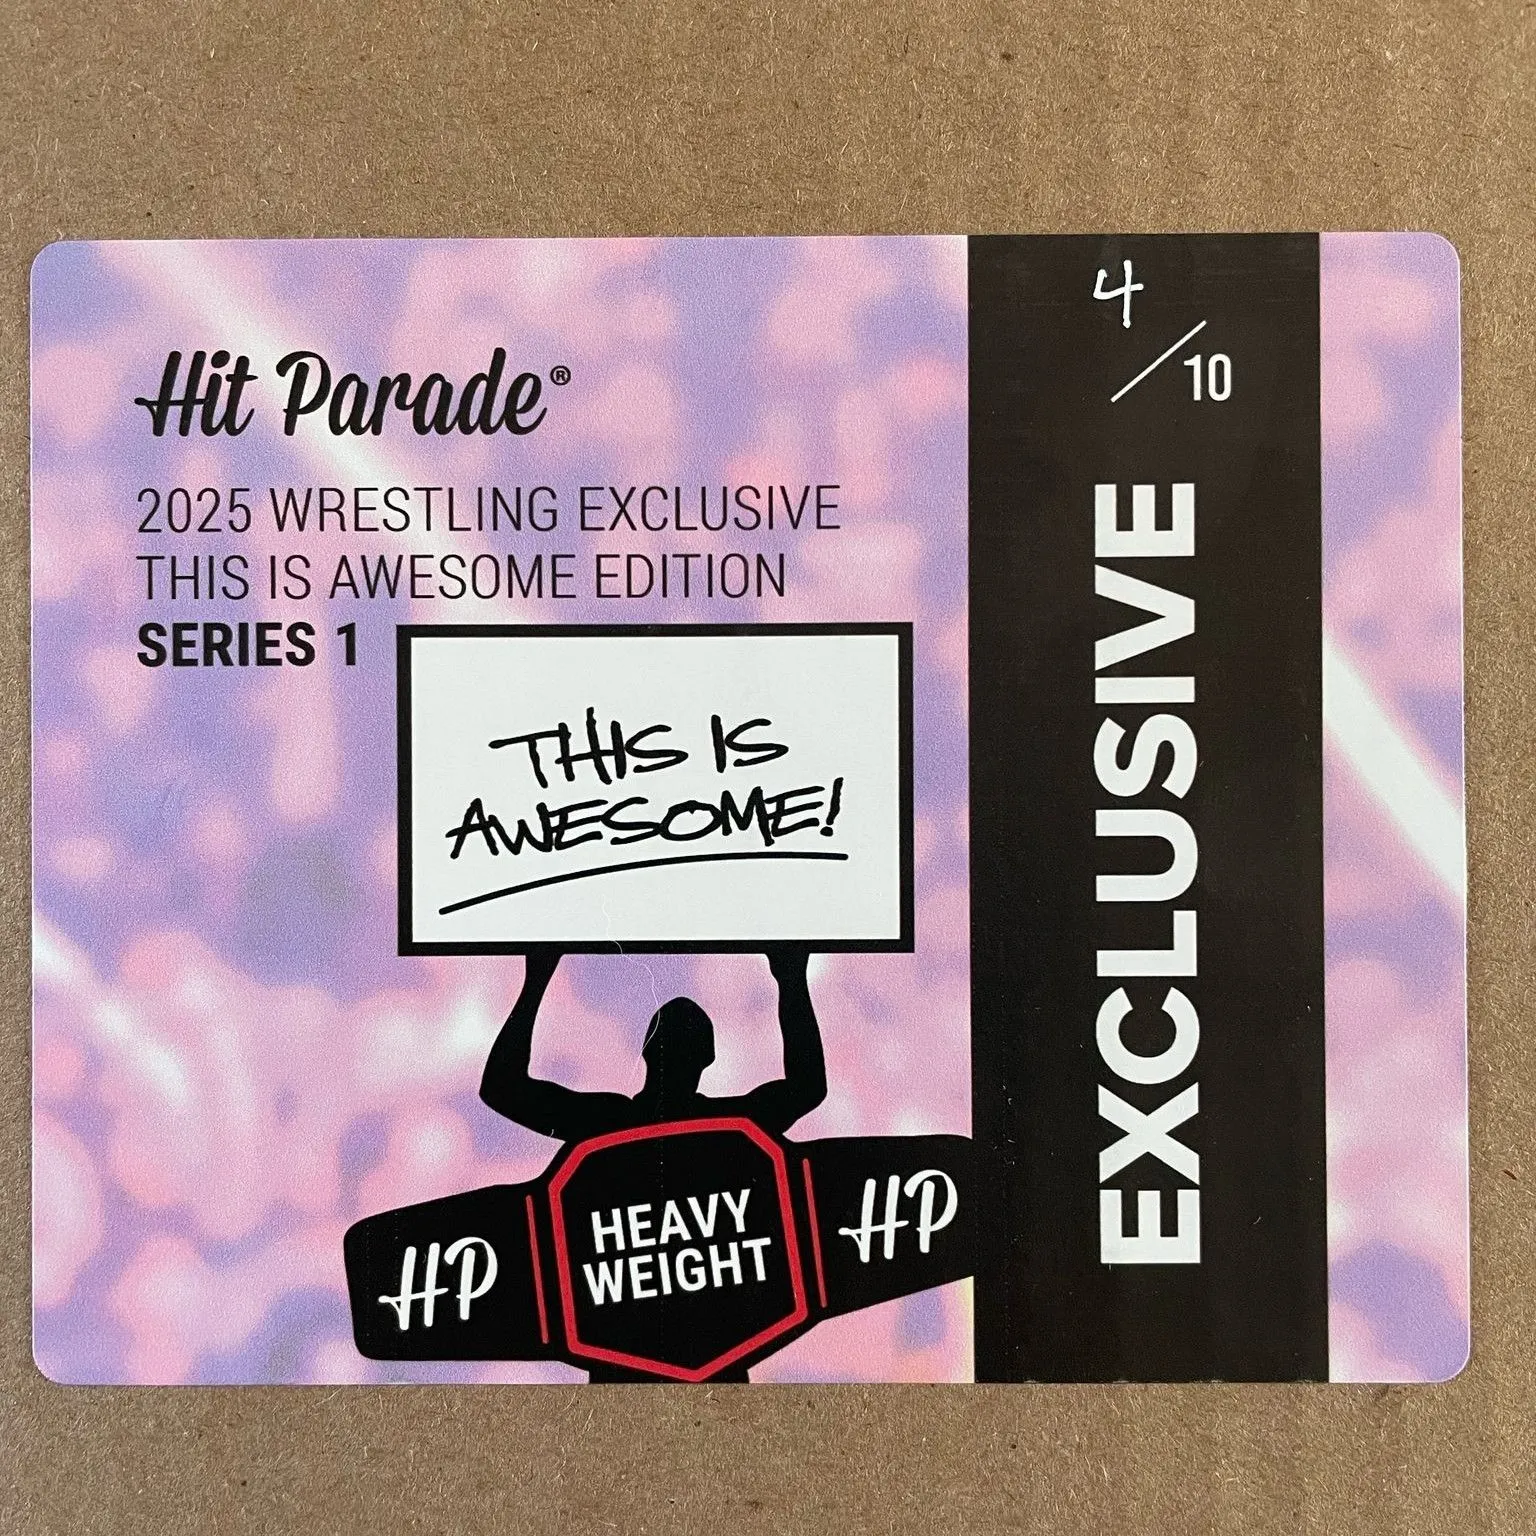 Hit Parade®
2025 WRESTLING EXCLUSIVE
THIS IS AWESOME EDITION
SERIES 1
THIS IS
AWESOME!
HP
HEAVY
WEIGHT
HP
4/10
EXCLUSIVE